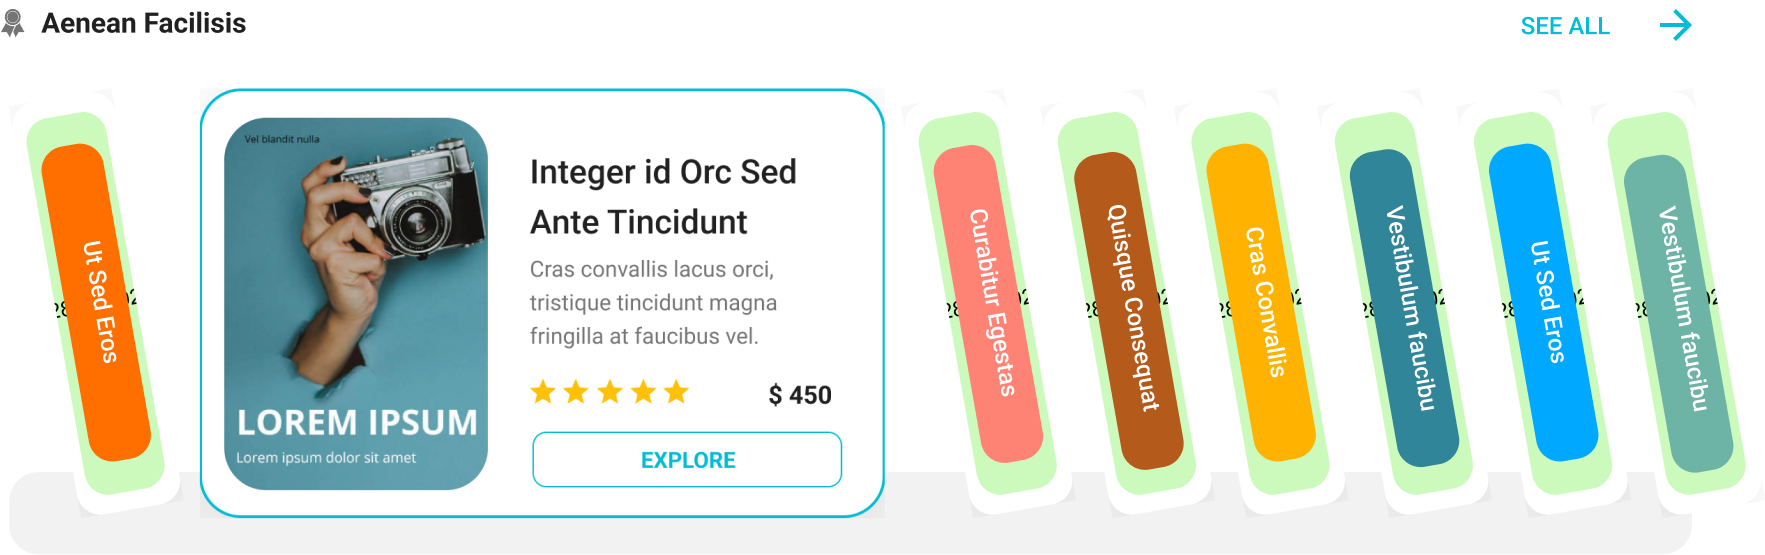 Aenean Facilisis
SEE ALL
Ut Sed Eros
Vel blandit nulla
LOREM IPSUM
Lorem ipsum dolor sit amet
Integer id Orc Sed
Ante Tincidunt
Cras convallis lacus orci,
tristique tincidunt magna
fringilla at faucibus vel.
$ 450
EXPLORE
Curabitur Egestas
Quisque Consequat
Cras Convallis
Vestibulum faucibu
Ut Sed Eros
Vestibulum faucibu